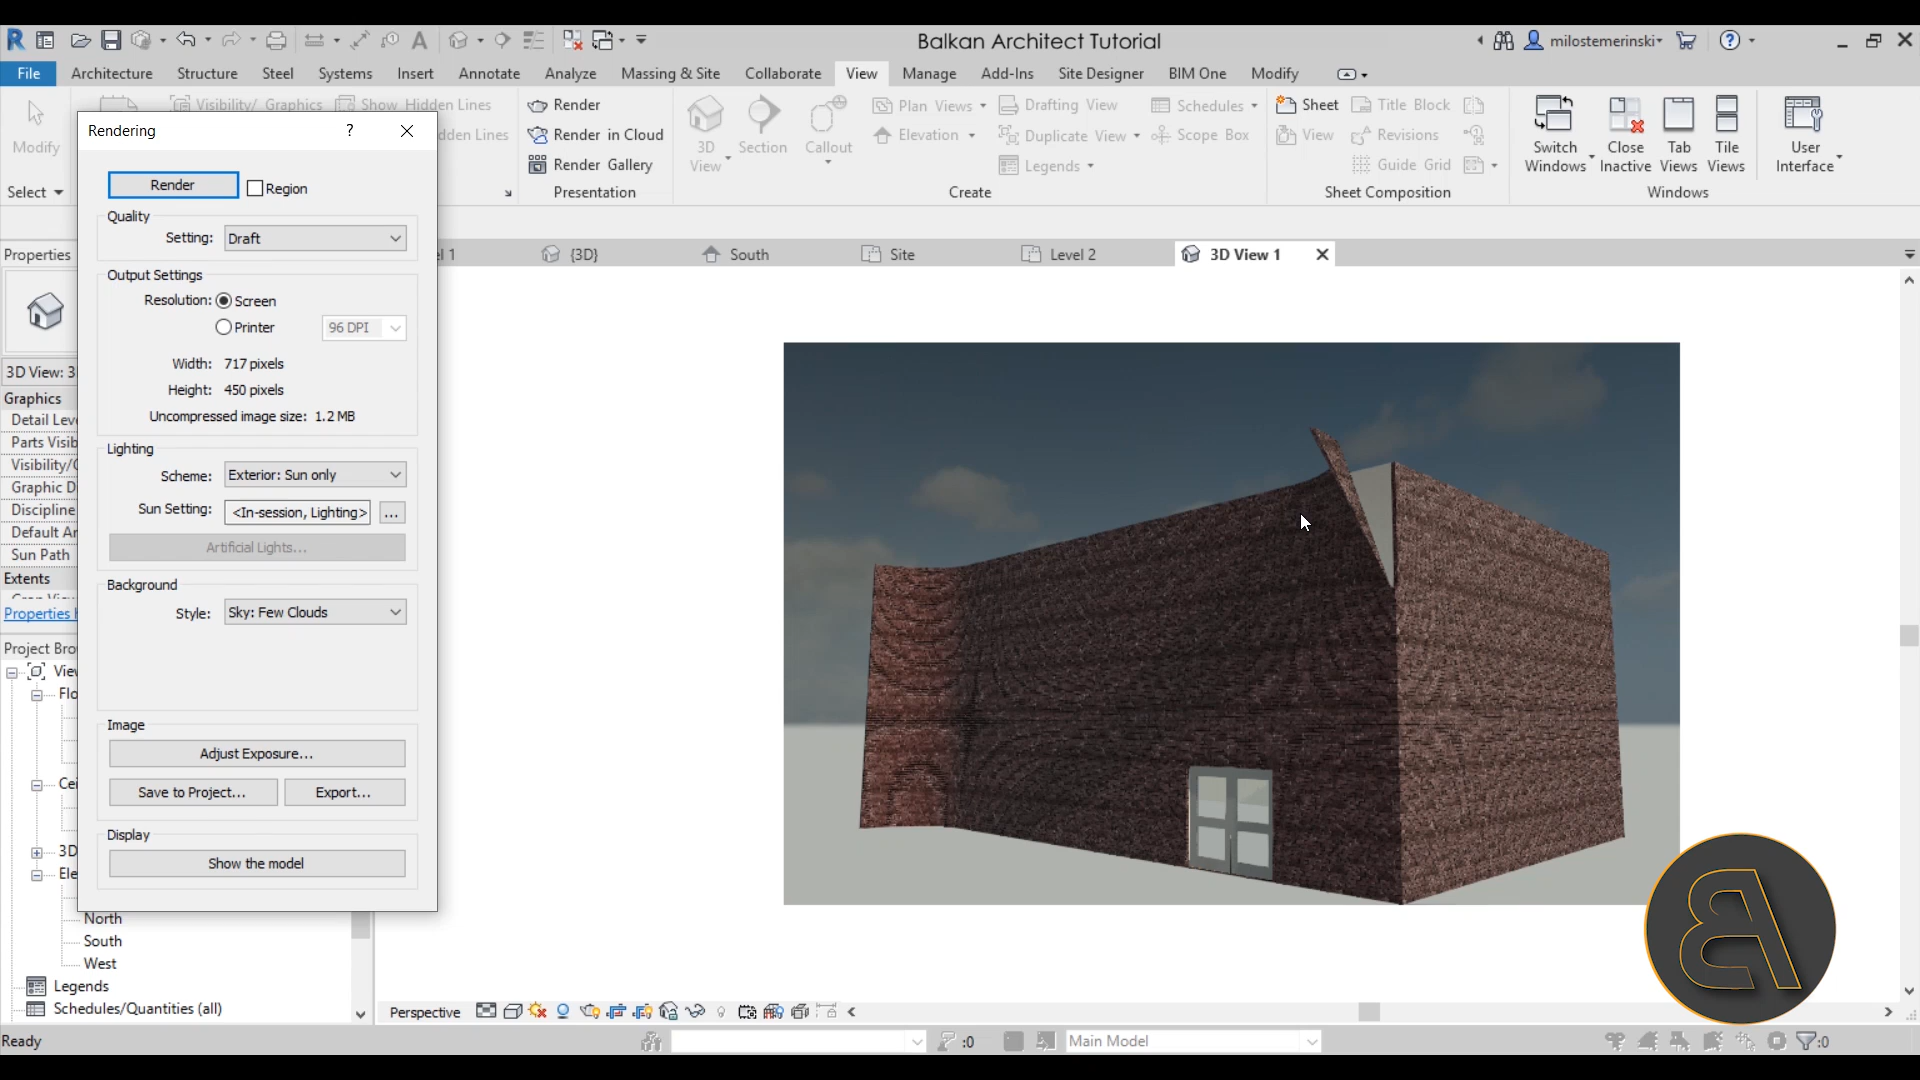 Balkan Architect Tutorial
milostemerinski
File Architecture Structure Steel Systems Insert Annotate Analyze Massing & Site Collaborate View Manage Add-Ins Site Designer BIM One Modify
Modify
Select
Visibility/ Graphics
Show Hidden Lines
dden Lines
Render
Render in Cloud
Render Gallery
Presentation
3D View
Section
Callout
Plan Views
Elevation
Drafting View
Duplicate View
Legends
Schedules
Scope Box
Create
Sheet
View
Title Block
Revisions
Guide Grid
Sheet Composition
Switch Windows
Close Inactive
Tab Views
Tile Views
Windows
User Interface
el 1
{3D}
South
Site
Level 2
3D View 1
Rendering
?
Render
Region
Quality
Setting: Draft
Output Settings
Resolution: Screen
Printer 96 DPI
Width: 717 pixels
Height: 450 pixels
Uncompressed image size: 1.2 MB
Lighting
Scheme: Exterior: Sun only
Sun Setting: <In-session, Lighting> ...
Artificial Lights...
Background
Style: Sky: Few Clouds
Image
Adjust Exposure...
Save to Project... Export...
Display
Show the model
Properties
3D View: 3
Graphics
Detail Leve
Parts Visib
Visibility/G
Graphic D
Discipline
Default An
Sun Path
Extents
Properties h
Project Bro
View
Flo
Cei
3D
Ele
North
South
West
Legends
Schedules/Quantities (all)
Perspective
Ready
:0
Main Model
:0